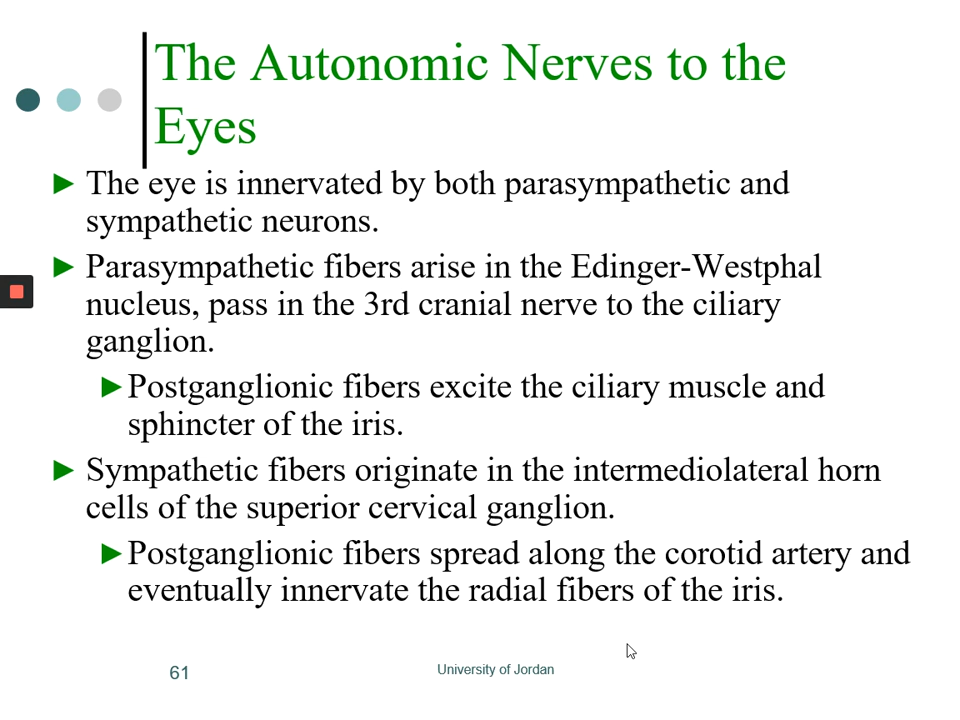 The Autonomic Nerves to the
Eyes
► The eye is innervated by both parasympathetic and
sympathetic neurons.
► Parasympathetic fibers arise in the Edinger-Westphal
nucleus, pass in the 3rd cranial nerve to the ciliary
ganglion.
► Postganglionic fibers excite the ciliary muscle and
sphincter of the iris.
► Sympathetic fibers originate in the intermediolateral horn
cells of the superior cervical ganglion.
► Postganglionic fibers spread along the corotid artery and
eventually innervate the radial fibers of the iris.
61
University of Jordan